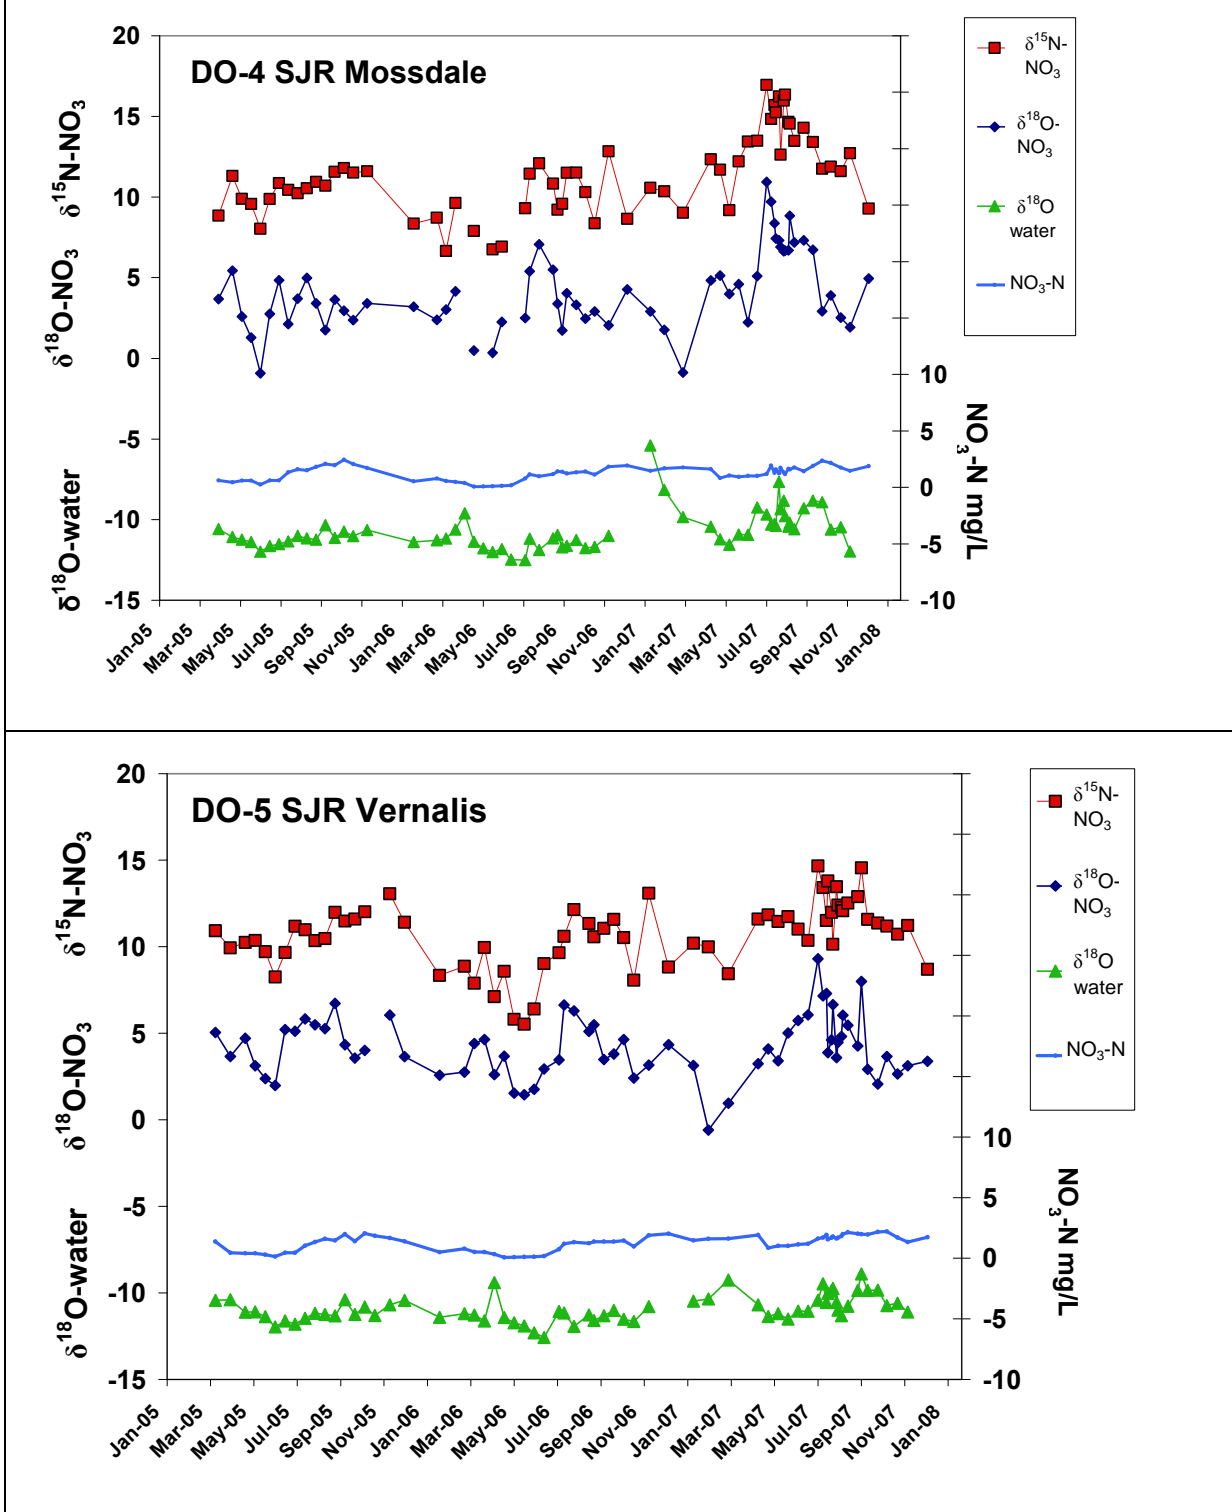 DO-4 SJR Mossdale
δ15N-NO3
δ18O-NO3
δ18O-water
20
15
10
5
0
-5
-10
-15
10
5
0
-5
-10
NO3-N mg/L
Jan-05
Mar-05
May-05
Jul-05
Sep-05
Nov-05
Jan-06
Mar-06
May-06
Jul-06
Sep-06
Nov-06
Jan-07
Mar-07
May-07
Jul-07
Sep-07
Nov-07
Jan-08
δ15N-
NO3
δ18O-
NO3
δ18O
water
NO3-N
DO-5 SJR Vernalis
δ15N-NO3
δ18O-NO3
δ18O-water
20
15
10
5
0
-5
-10
-15
10
5
0
-5
-10
NO3-N mg/L
Jan-05
Mar-05
May-05
Jul-05
Sep-05
Nov-05
Jan-06
Mar-06
May-06
Jul-06
Sep-06
Nov-06
Jan-07
Mar-07
May-07
Jul-07
Sep-07
Nov-07
Jan-08
δ15N-
NO3
δ18O-
NO3
δ18O
water
NO3-N